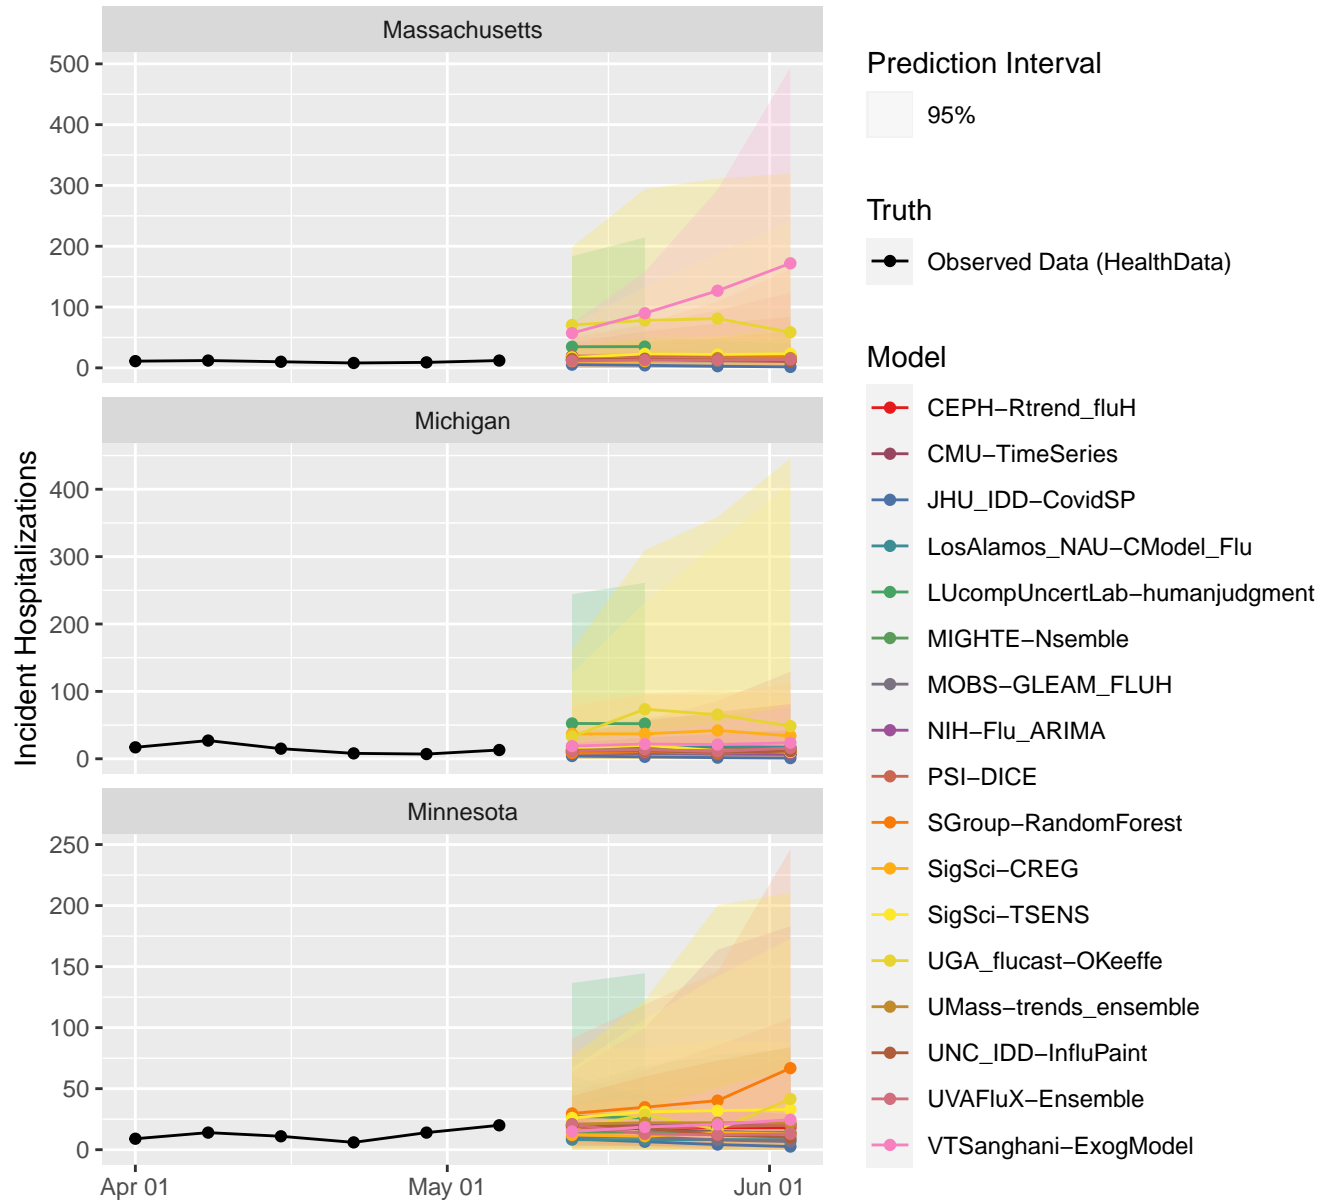 Massachusetts
500
400
300
200
100
0
Michigan
400
300
200
100
0
Minnesota
250
200
150
100
50
0
Apr 01
May 01
Jun 01
Incident Hospitalizations
Prediction Interval
95%
Truth
Observed Data (HealthData)
Model
CEPH−Rtrend_fluH
CMU−TimeSeries
JHU_IDD−CovidSP
LosAlamos_NAU−CModel_Flu
LUcompUncertLab−humanjudgment
MIGHTE−Nsemble
MOBS−GLEAM_FLUH
NIH−Flu_ARIMA
PSI−DICE
SGroup−RandomForest
SigSci−CREG
SigSci−TSENS
UGA_flucast−OKeeffe
UMass−trends_ensemble
UNC_IDD−InfluPaint
UVAFluX−Ensemble
VTSanghani−ExogModel